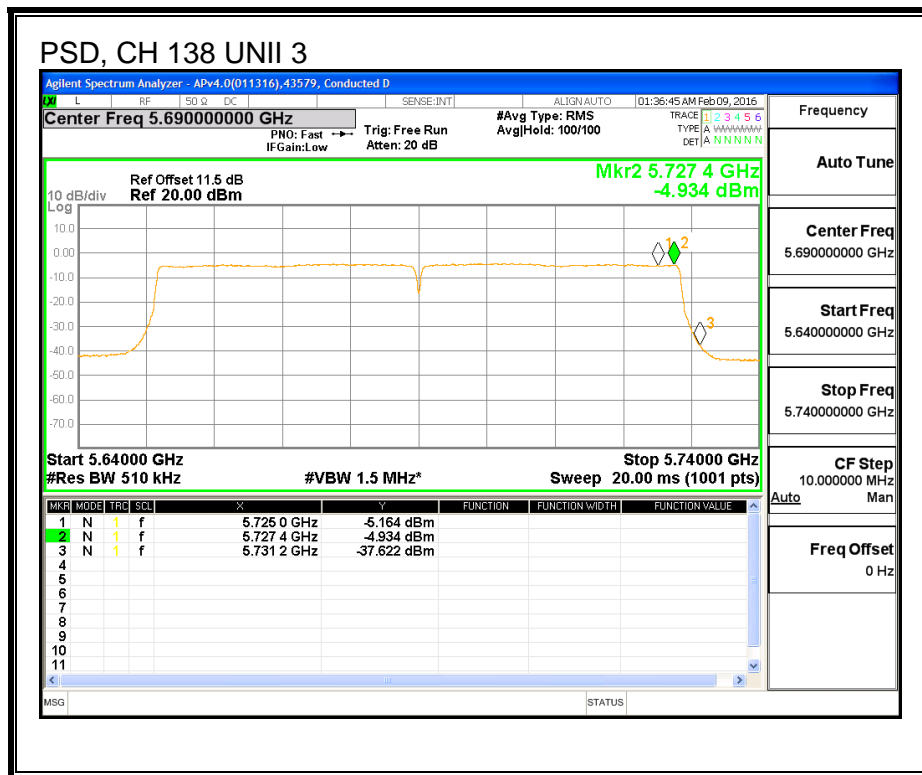 PSD, CH 138 UNII 3
Agilent Spectrum Analyzer - APv4.0(011316),43579, Conducted D
LXI L RF 50 Ω DC SENSE:INT ALIGN AUTO 01:36:45 AM Feb 09, 2016
Center Freq 5.690000000 GHz
PNO: Fast
IFGain:Low
Trig: Free Run
Atten: 20 dB
#Avg Type: RMS
Avg|Hold: 100/100
TRACE 1 2 3 4 5 6
TYPE A WWWWW
DET A N N N N N
Frequency
Auto Tune
Center Freq
5.690000000 GHz
Start Freq
5.640000000 GHz
Stop Freq
5.740000000 GHz
CF Step
10.000000 MHz
Auto Man
Freq Offset
0 Hz
Mkr2 5.727 4 GHz
-4.934 dBm
Ref Offset 11.5 dB
10 dB/div Ref 20.00 dBm
Log
10.0
0.00
-10.0
-20.0
-30.0
-40.0
-50.0
-60.0
-70.0
1 2
3
Start 5.64000 GHz Stop 5.74000 GHz
#Res BW 510 kHz #VBW 1.5 MHz* Sweep 20.00 ms (1001 pts)
MKR MODE TRC SCL X Y FUNCTION FUNCTION WIDTH FUNCTION VALUE
1 N 1 f 5.725 0 GHz -5.164 dBm
2 N 1 f 5.727 4 GHz -4.934 dBm
3 N 1 f 5.731 2 GHz -37.622 dBm
4
5
6
7
8
9
10
11
MSG STATUS